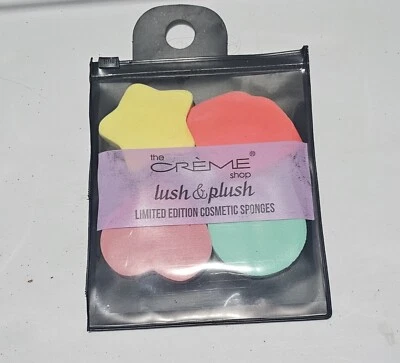 the
CRÈME®
shop
lush & plush
LIMITED EDITION COSMETIC SPONGES